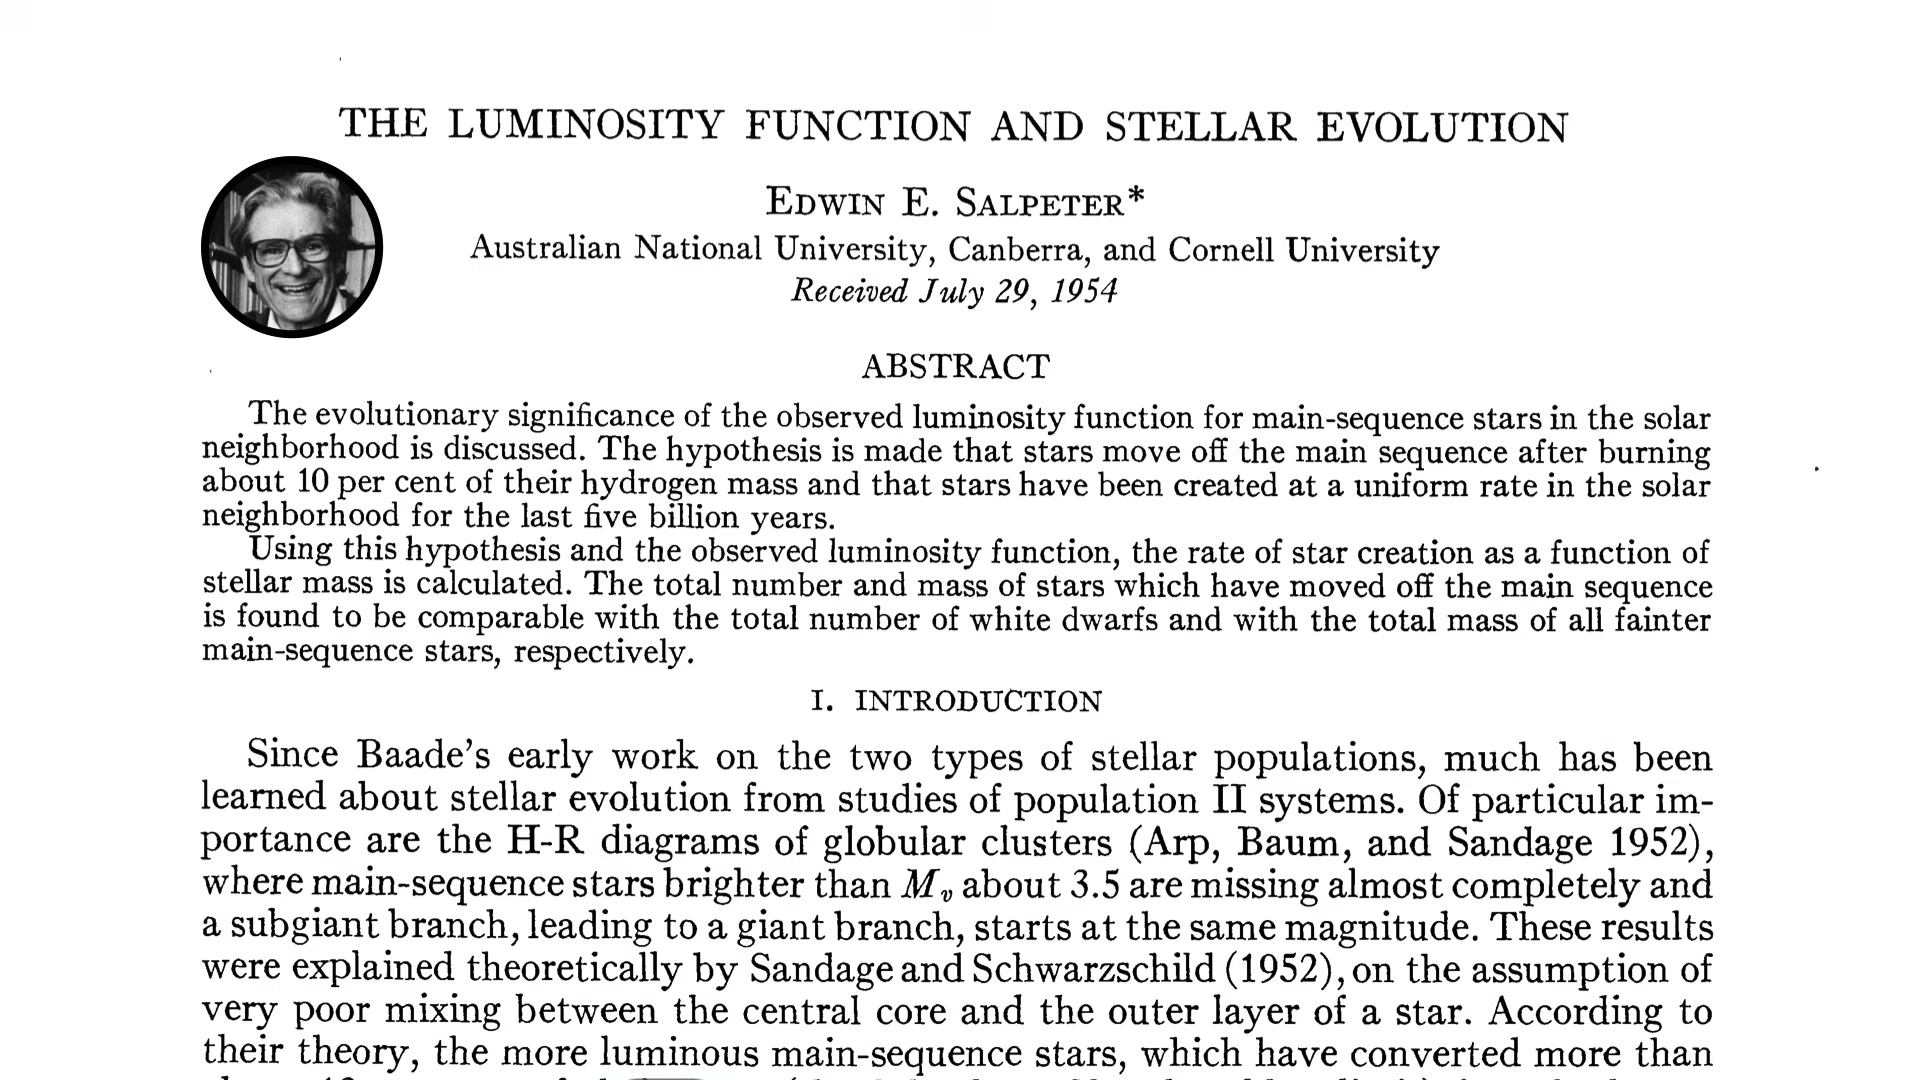 THE LUMINOSITY FUNCTION AND STELLAR EVOLUTION
EDWIN E. SALPETER*
Australian National University, Canberra, and Cornell University
Received July 29, 1954
ABSTRACT
The evolutionary significance of the observed luminosity function for main-sequence stars in the solar
neighborhood is discussed. The hypothesis is made that stars move off the main sequence after burning
about 10 per cent of their hydrogen mass and that stars have been created at a uniform rate in the solar
neighborhood for the last five billion years.
Using this hypothesis and the observed luminosity function, the rate of star creation as a function of
stellar mass is calculated. The total number and mass of stars which have moved off the main sequence
is found to be comparable with the total number of white dwarfs and with the total mass of all fainter
main-sequence stars, respectively.
I. INTRODUCTION
Since Baade's early work on the two types of stellar populations, much has been
learned about stellar evolution from studies of population II systems. Of particular im-
portance are the H-R diagrams of globular clusters (Arp, Baum, and Sandage 1952),
where main-sequence stars brighter than Mv about 3.5 are missing almost completely and
a subgiant branch, leading to a giant branch, starts at the same magnitude. These results
were explained theoretically by Sandage and Schwarzschild (1952), on the assumption of
very poor mixing between the central core and the outer layer of a star. According to
their theory, the more luminous main-sequence stars, which have converted more than